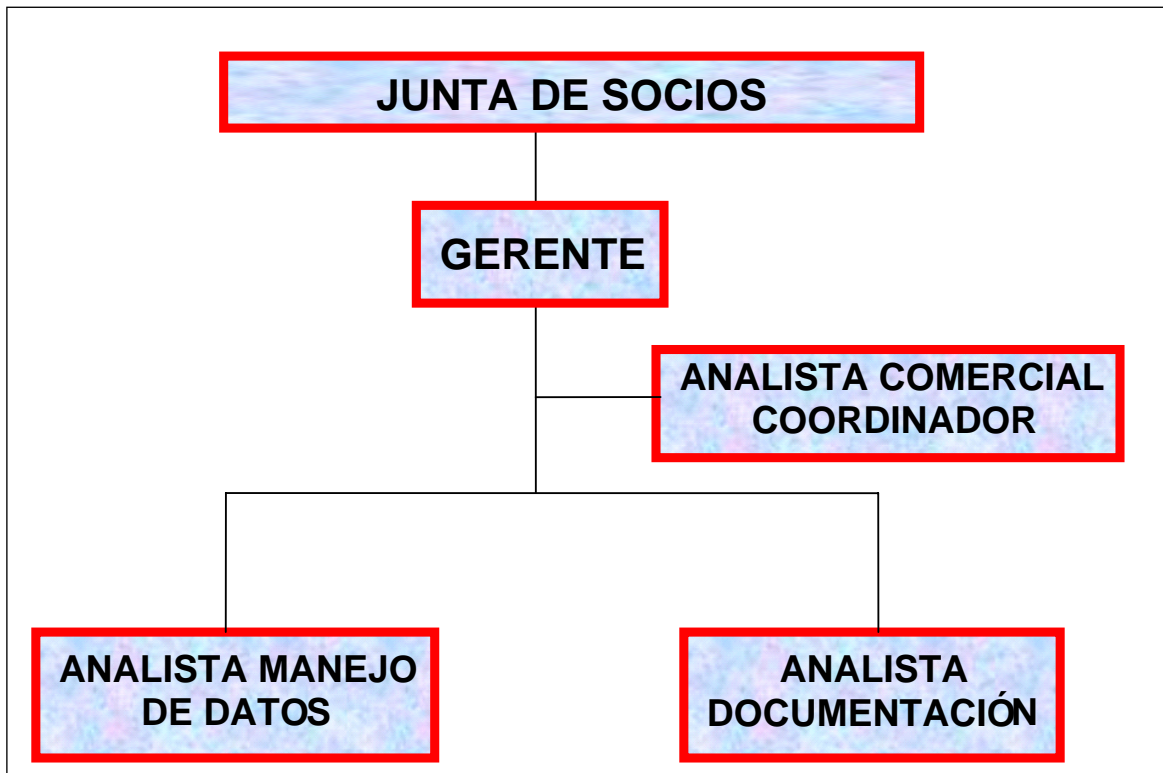 JUNTA DE SOCIOS
GERENTE
ANALISTA COMERCIAL
COORDINADOR
ANALISTA MANEJO
DE DATOS
ANALISTA
DOCUMENTACIÓN